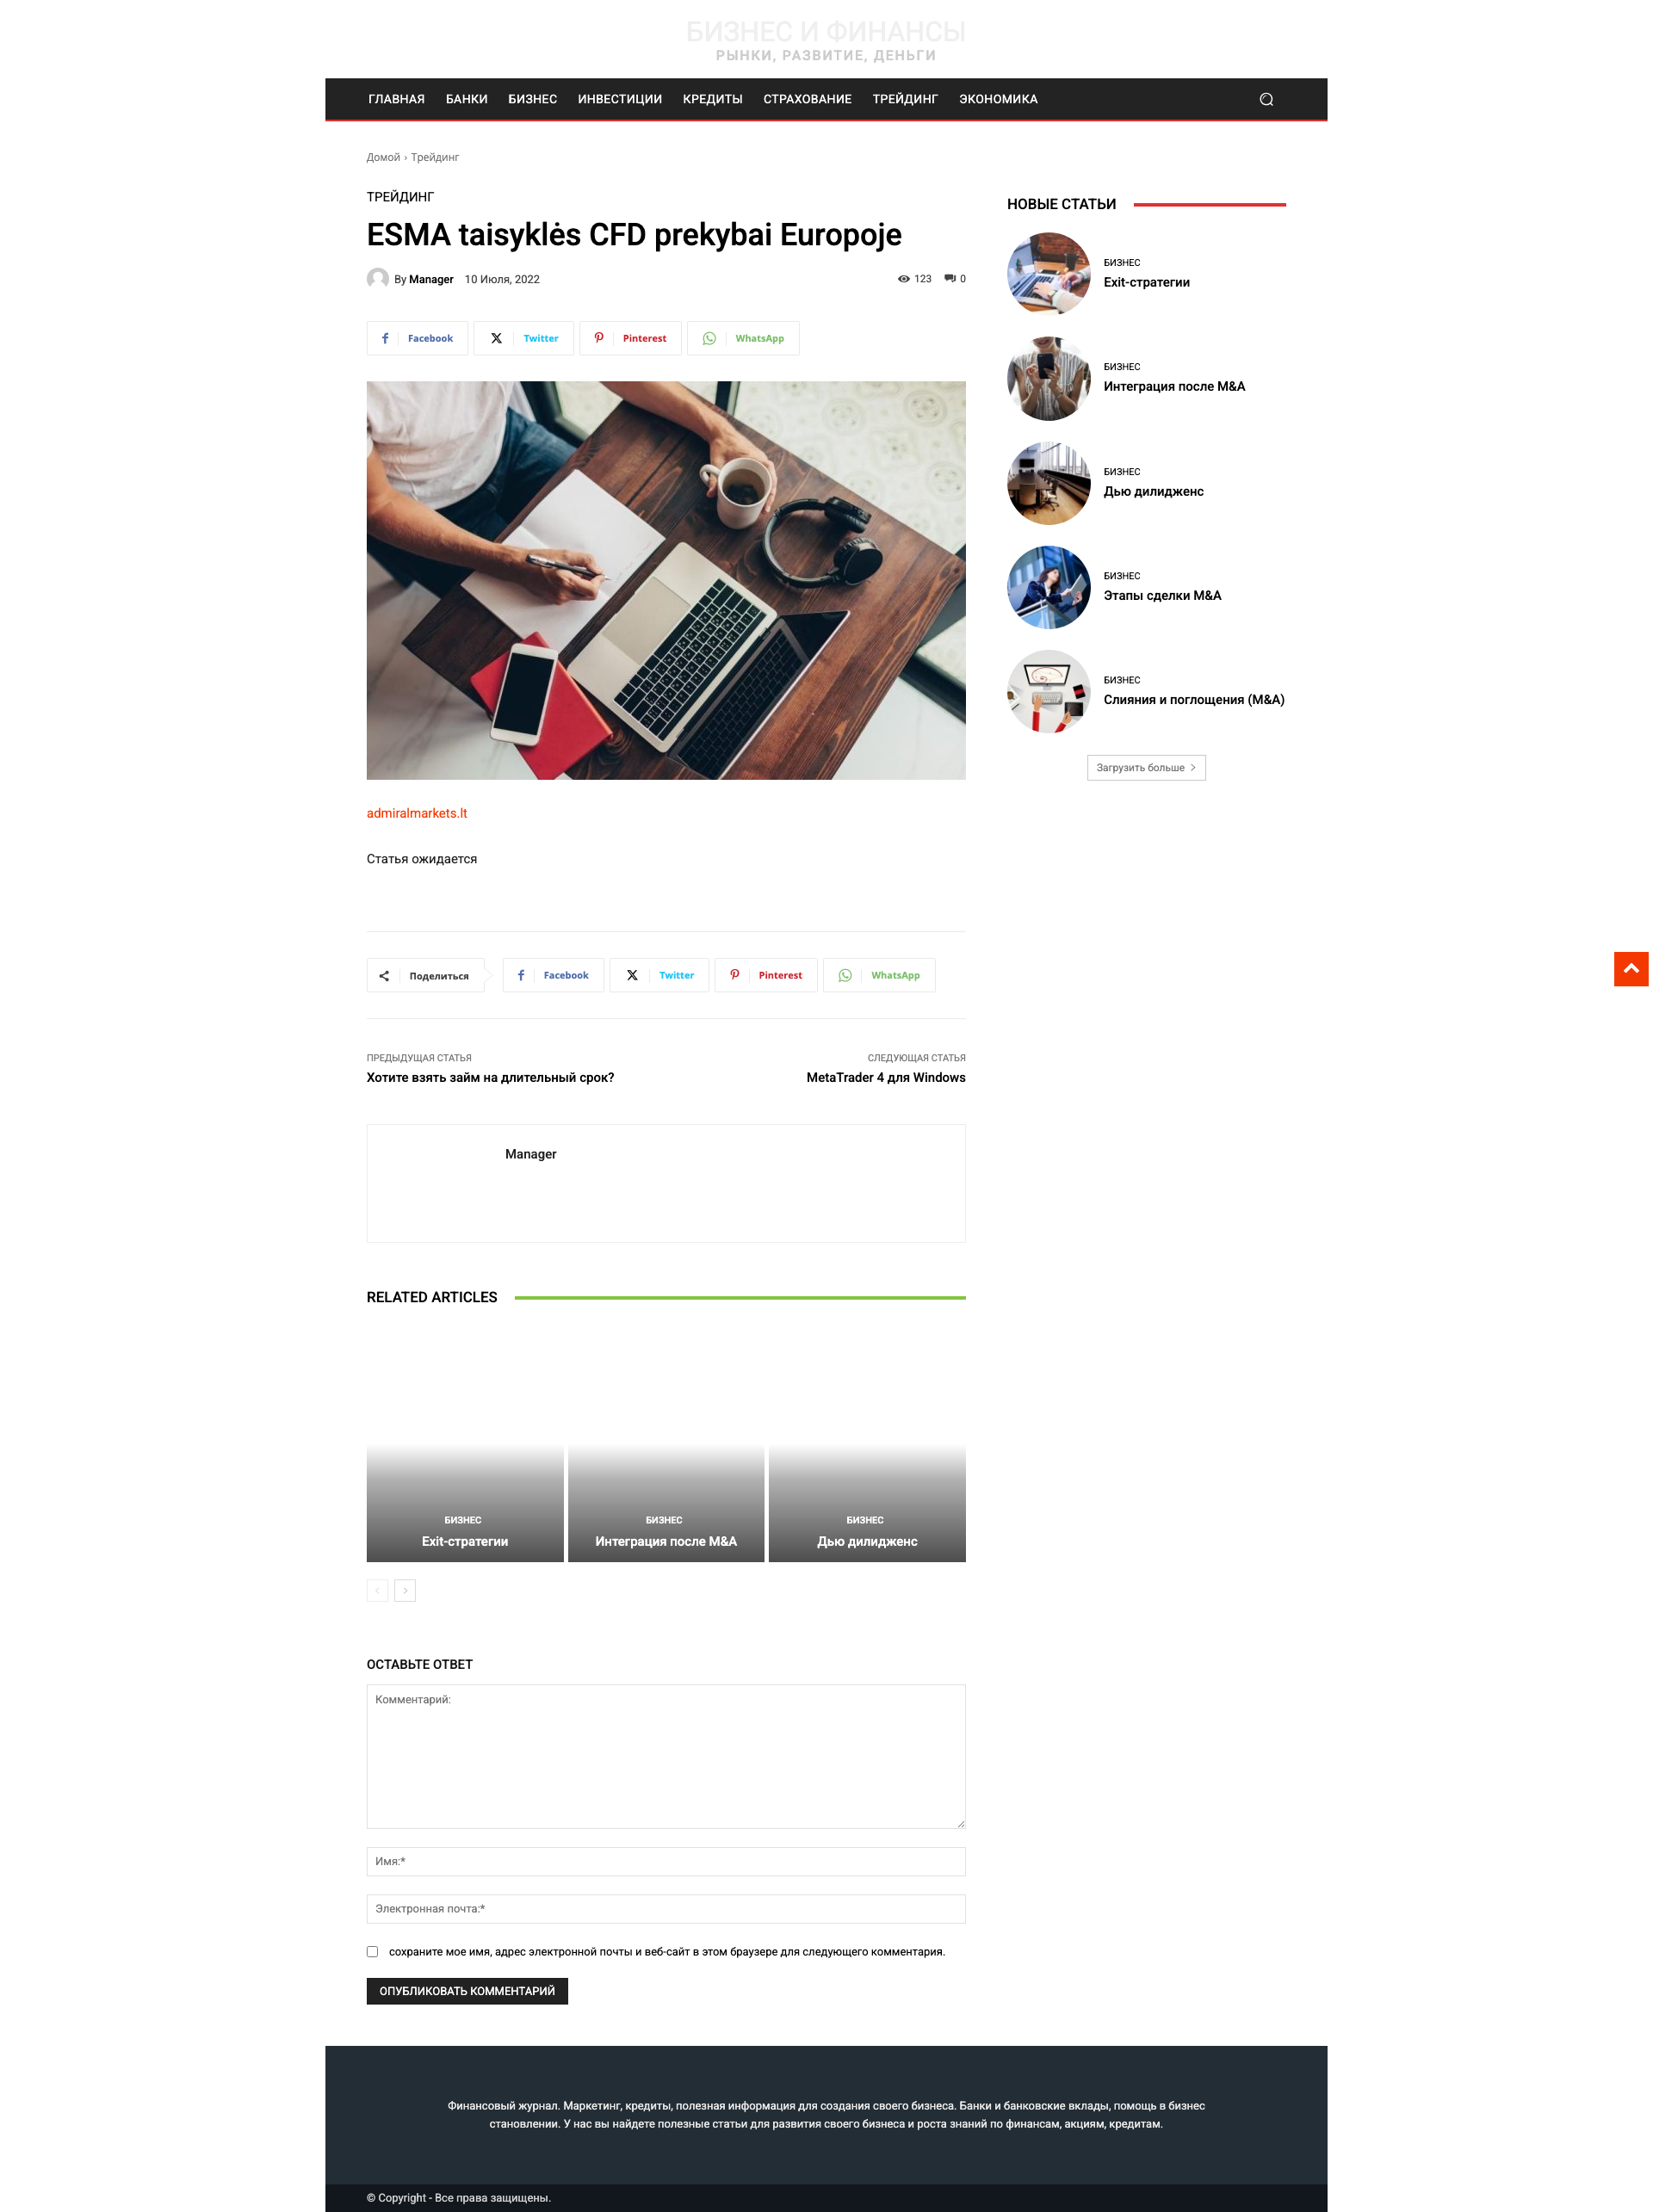 БИЗНЕС И ФИНАНСЫ
РЫНКИ, РАЗВИТИЕ, ДЕНЬГИ
ГЛАВНАЯ БАНКИ БИЗНЕС ИНВЕСТИЦИИ КРЕДИТЫ СТРАХОВАНИЕ ТРЕЙДИНГ ЭКОНОМИКА
Домой › Трейдинг
ТРЕЙДИНГ
ESMA taisyklės CFD prekybai Europoje
By Manager 10 Июля, 2022 123 0
Facebook Twitter Pinterest WhatsApp
admiralmarkets.lt
Статья ожидается
Поделиться Facebook Twitter Pinterest WhatsApp
ПРЕДЫДУЩАЯ СТАТЬЯ
Хотите взять займ на длительный срок?
СЛЕДУЮЩАЯ СТАТЬЯ
MetaTrader 4 для Windows
Manager
RELATED ARTICLES
БИЗНЕС
Exit-стратегии
БИЗНЕС
Интеграция после M&A
БИЗНЕС
Дью дилидженс
ОСТАВЬТЕ ОТВЕТ
Комментарий:
Имя:*
Электронная почта:*
сохраните мое имя, адрес электронной почты и веб-сайт в этом браузере для следующего комментария.
ОПУБЛИКОВАТЬ КОММЕНТАРИЙ
НОВЫЕ СТАТЬИ
БИЗНЕС
Exit-стратегии
БИЗНЕС
Интеграция после M&A
БИЗНЕС
Дью дилидженс
БИЗНЕС
Этапы сделки M&A
БИЗНЕС
Слияния и поглощения (M&A)
Загрузить больше
Финансовый журнал. Маркетинг, кредиты, полезная информация для создания своего бизнеса. Банки и банковские вклады, помощь в бизнес
становлении. У нас вы найдете полезные статьи для развития своего бизнеса и роста знаний по финансам, акциям, кредитам.
© Copyright - Все права защищены.